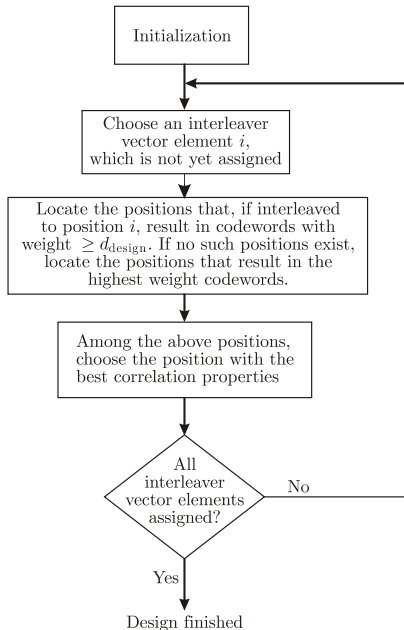 Initialization
Choose an interleaver
vector element i,
which is not yet assigned
Locate the positions that, if interleaved
to position i, result in codewords with
weight ≥ d_design. If no such positions exist,
locate the positions that result in the
highest weight codewords.
Among the above positions,
choose the position with the
best correlation properties
All
interleaver
vector elements
assigned?
No
Yes
Design finished